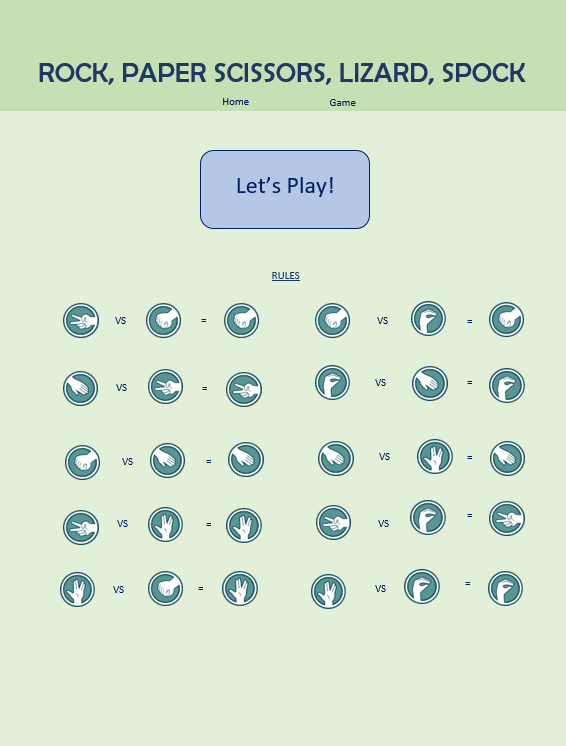 ROCK, PAPER SCISSORS, LIZARD, SPOCK
Home Game
Let's Play!
RULES
VS = VS =
VS = VS =
VS = VS =
VS = VS =
VS = VS =